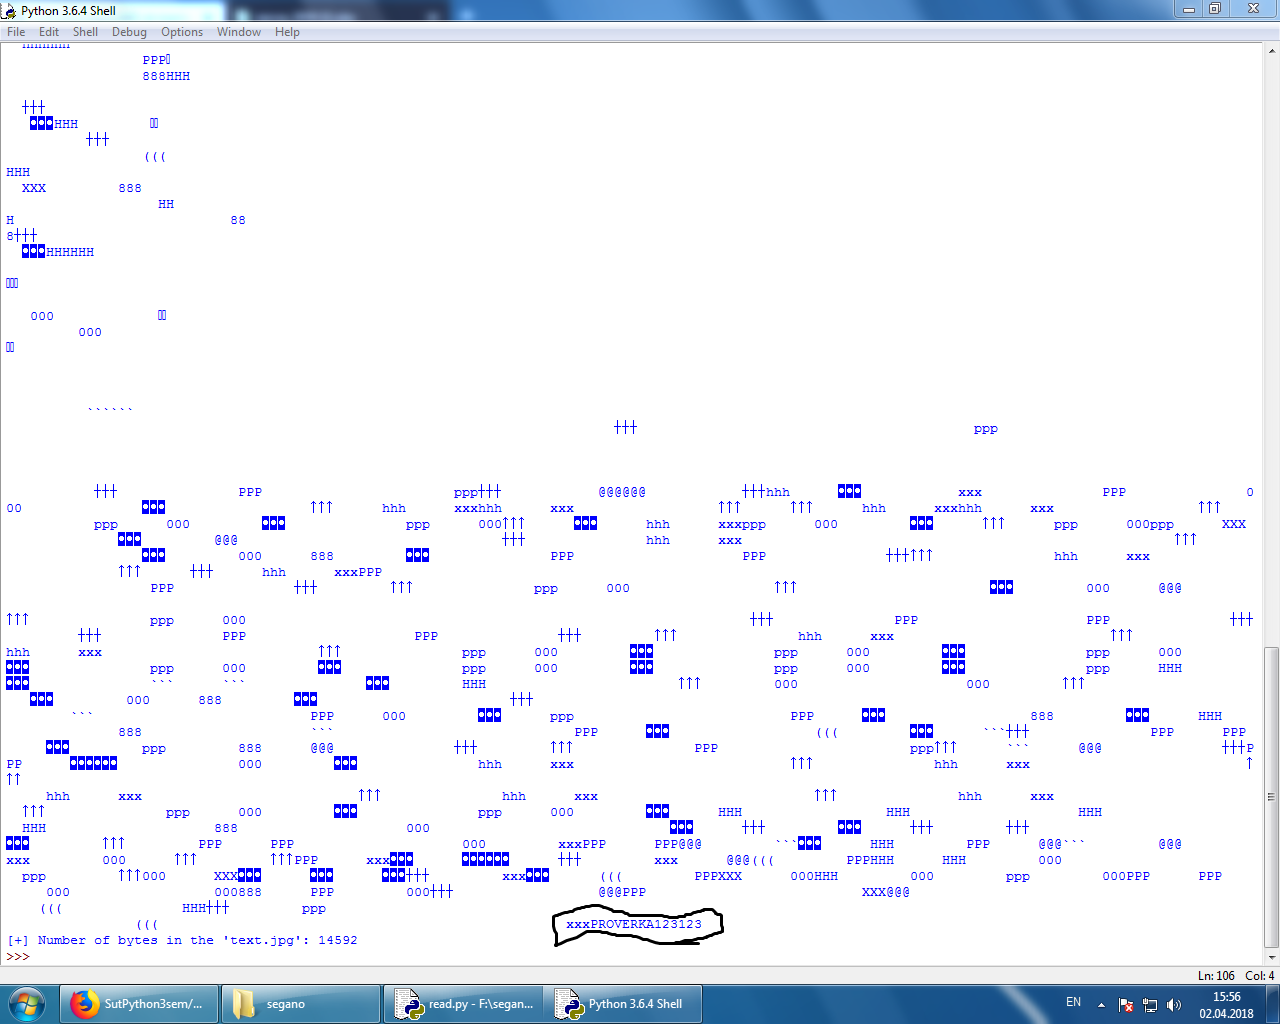 Python 3.6.4 Shell
File Edit Shell Debug Options Window Help
HHHHHH
PPP
888HHH
┼┼┼
◘◘◘HHH
┼┼┼
(((
HHH
XXX 888
HH
H 88
8┼┼┼
◘◘◘HHHHHH
000
000
``````
┼┼┼ ppp
┼┼┼ PPP ppp┼┼┼ @@@@@@ ┼┼┼hhh ◘◘◘ xxx PPP 0
00 ◘◘◘ ↑↑↑ hhh xxxhhh xxx ↑↑↑ ↑↑↑ hhh xxxhhh xxx ↑↑↑
ppp 000 ◘◘◘ ppp 000↑↑↑ ◘◘◘ hhh xxxppp 000 ◘◘◘ ↑↑↑ ppp 000ppp XXX
◘◘◘ @@@ ┼┼┼ hhh xxx ↑↑↑
◘◘◘ 000 888 ◘◘◘ PPP PPP ┼┼┼↑↑↑ hhh xxx
↑↑↑ ┼┼┼ hhh xxxPPP
PPP ┼┼┼ ↑↑↑ ppp 000 ↑↑↑ ◘◘◘ 000 @@@
↑↑↑ ppp 000 ┼┼┼ PPP PPP ┼┼┼
┼┼┼ PPP PPP ┼┼┼ ↑↑↑ hhh xxx ↑↑↑
hhh xxx ↑↑↑ ppp 000 ◘◘◘ ppp 000 ◘◘◘ ppp 000
◘◘◘ ppp 000 ◘◘◘ ppp 000 ◘◘◘ ppp 000 ◘◘◘ ppp HHH
◘◘◘ ``` ``` ◘◘◘ HHH ↑↑↑ 000 000 ↑↑↑
◘◘◘ 000 888 ◘◘◘ ┼┼┼
``` PPP 000 ◘◘◘ ppp PPP ◘◘◘ 888 ◘◘◘ HHH
888 ``` PPP ◘◘◘ ((( ◘◘◘ ```┼┼┼ PPP PPP
◘◘◘ ppp 888 @@@ ┼┼┼ ↑↑↑ PPP ppp↑↑↑ ``` @@@ ┼┼┼P
PP ◘◘◘◘◘◘ 000 ◘◘◘ hhh xxx ↑↑↑ hhh xxx ↑
↑↑
hhh xxx ↑↑↑ hhh xxx ↑↑↑ hhh xxx
↑↑↑ ppp 000 ◘◘◘ ppp 000 ◘◘◘ HHH HHH HHH
HHH 888 000 ◘◘◘ ┼┼┼ ◘◘◘ ┼┼┼ ┼┼┼
◘◘◘ ↑↑↑ PPP PPP ◘◘◘ 000 xxxPPP PPP@@@ ```◘◘◘ HHH PPP @@@``` @@@
xxx 000 ↑↑↑ ↑↑↑PPP xxx◘◘◘ ◘◘◘◘◘◘ ┼┼┼ xxx @@@((( PPPHHH HHH 000
ppp ↑↑↑000 XXX◘◘◘ ◘◘◘ ◘◘◘┼┼┼ xxx◘◘◘ ((( PPPXXX 000HHH 000 ppp 000PPP PPP
000 000888 PPP 000┼┼┼ @@@PPP XXX@@@
((( HHH┼┼┼ ppp
((( xxxPROVERKA123123
[+] Number of bytes in the 'text.jpg': 14592
>>>
Ln: 106 Col: 4
SutPython3sem/...
segano
read.py - F:\segan...
Python 3.6.4 Shell
EN
15:56
02.04.2018